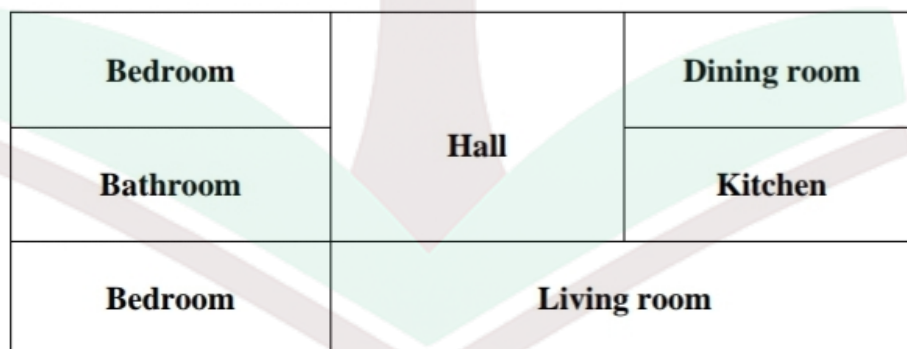 Bedroom
Dining room
Hall
Bathroom
Kitchen
Bedroom
Living room